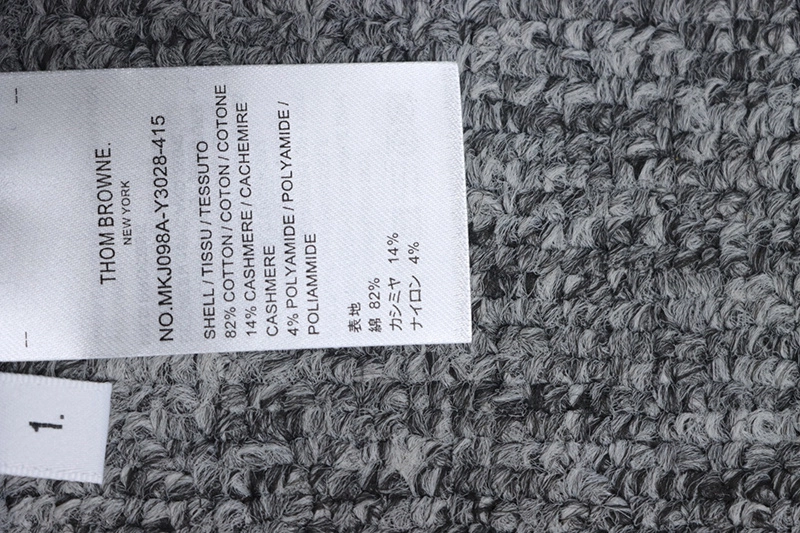 THOM BROWNE.
NEW YORK
NO.MKJ098A-Y3028-415
SHELL / TISSU / TESSUTO
82% COTTON / COTON / COTONE
14% CASHMERE / CACHEMIRE
CASHMERE
4% POLYAMIDE / POLYAMIDE /
POLIAMMIDE
表地
綿 82%
カシミヤ 14%
ナイロン 4%
1.